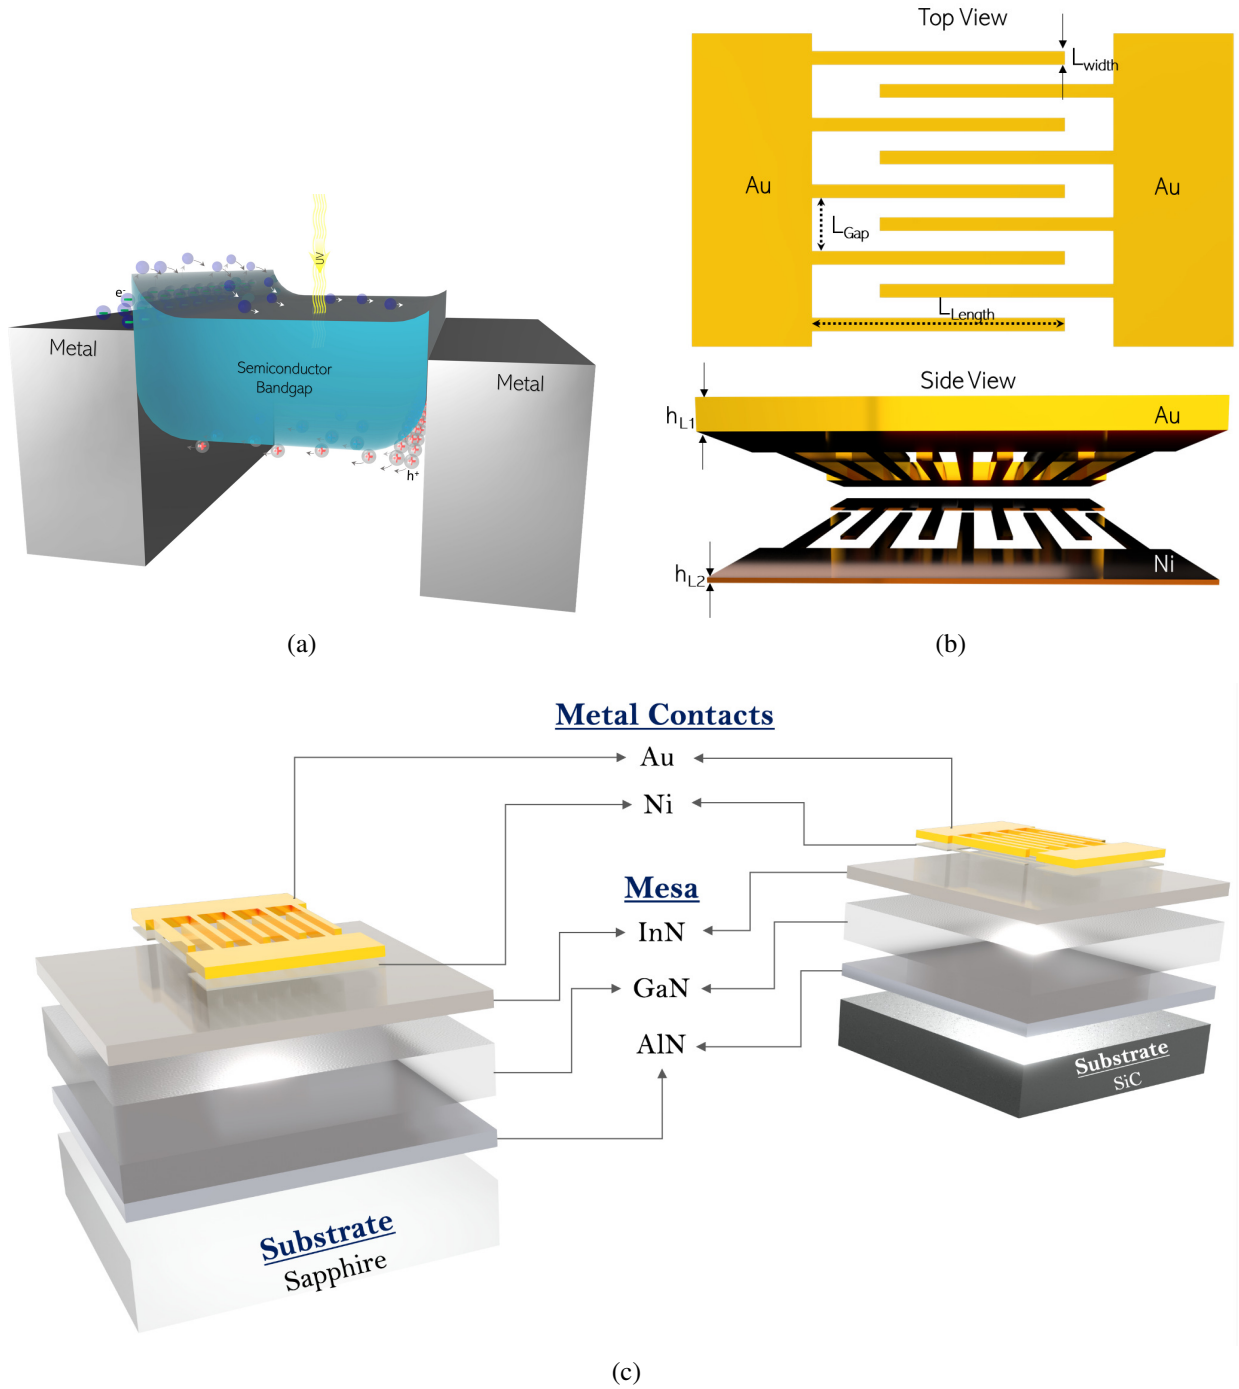 UV
e-
Metal
Semiconductor
Bandgap
Metal
h+
(a)
Top View
Lwidth
Au
Au
LGap
LLength
Side View
hL1
Au
Ni
hL2
(b)
Metal Contacts
Au
Ni
Mesa
InN
GaN
AlN
Substrate
SiC
Substrate
Sapphire
(c)